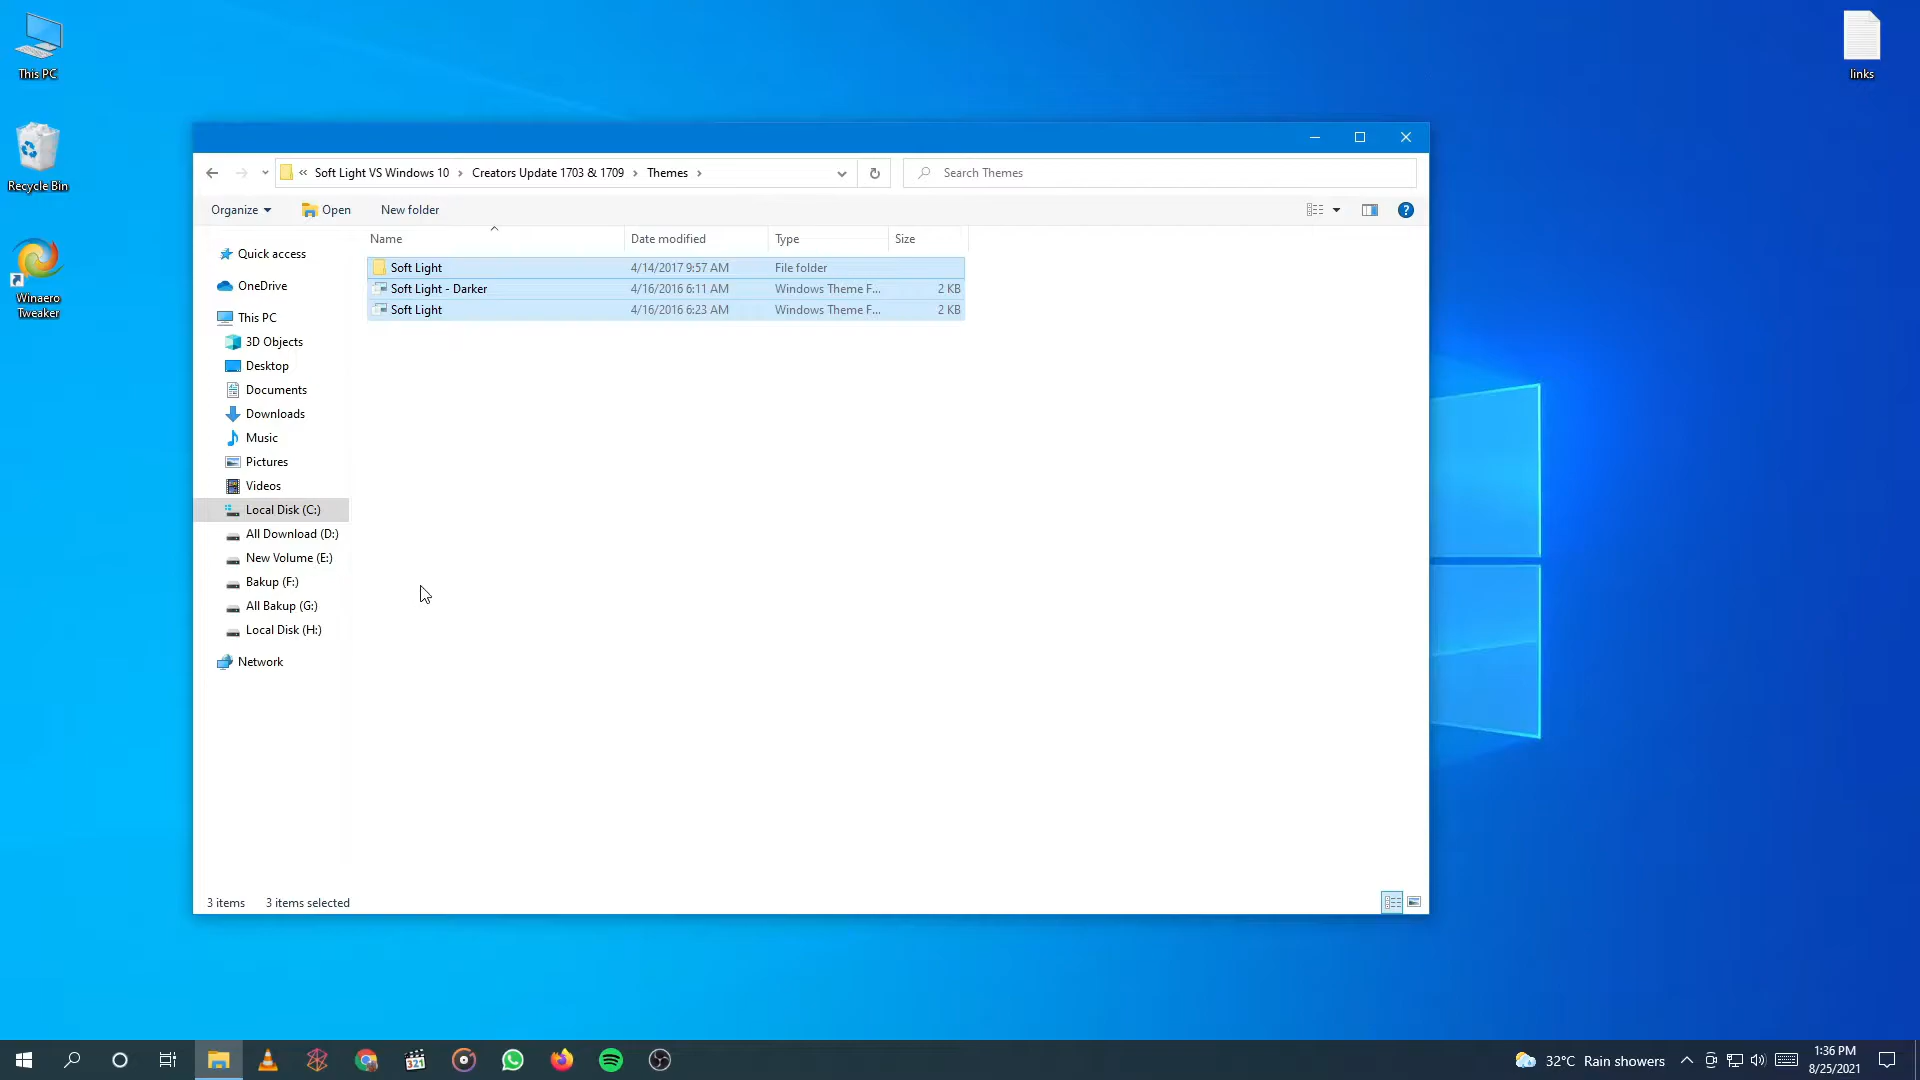 This PC
Recycle Bin
Winaero
Tweaker
links
« Soft Light VS Windows 10 › Creators Update 1703 & 1709 › Themes ›
Search Themes
Organize
Open
New folder
Name Date modified Type Size
Soft Light 4/14/2017 9:57 AM File folder
Soft Light - Darker 4/16/2016 6:11 AM Windows Theme F... 2 KB
Soft Light 4/16/2016 6:23 AM Windows Theme F... 2 KB
Quick access
OneDrive
This PC
3D Objects
Desktop
Documents
Downloads
Music
Pictures
Videos
Local Disk (C:)
All Download (D:)
New Volume (E:)
Bakup (F:)
All Bakup (G:)
Local Disk (H:)
Network
3 items 3 items selected
321
32°C Rain showers
1:36 PM
8/25/2021